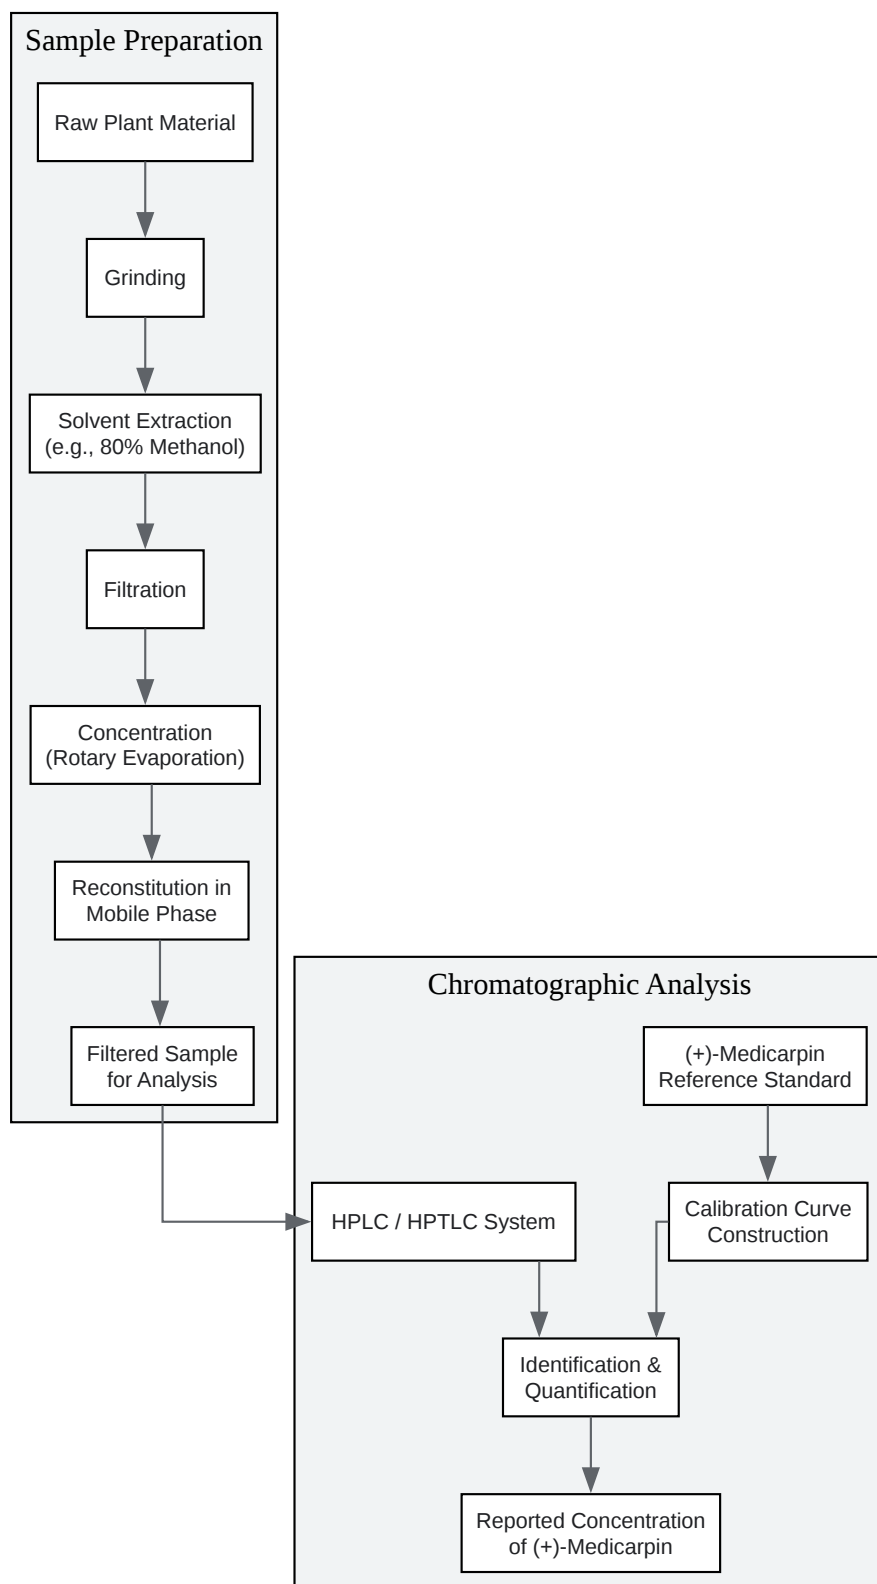 Sample Preparation
Raw Plant Material
Grinding
Solvent Extraction
(e.g., 80% Methanol)
Filtration
Concentration
(Rotary Evaporation)
Reconstitution in
Mobile Phase
Filtered Sample
for Analysis
Chromatographic Analysis
(+)-Medicarpin
Reference Standard
HPLC / HPTLC System
Calibration Curve
Construction
Identification &
Quantification
Reported Concentration
of (+)-Medicarpin